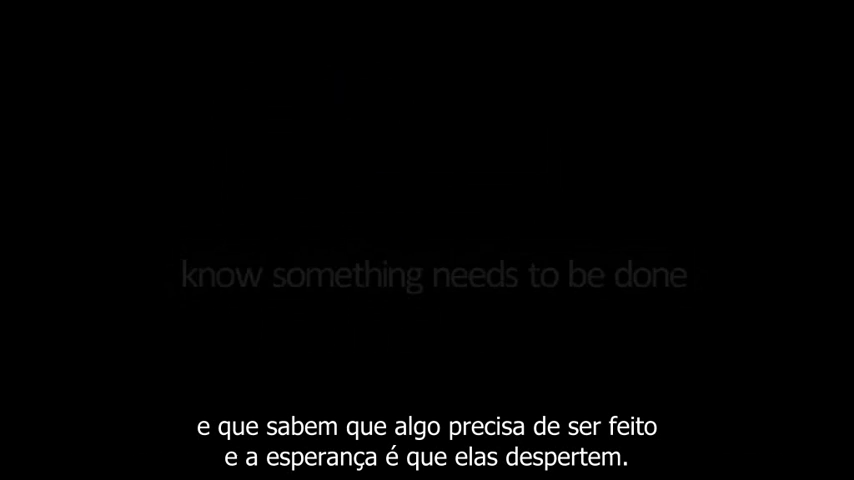 know something needs to be done
e que sabem que algo precisa de ser feito
e a esperança é que elas despertem.